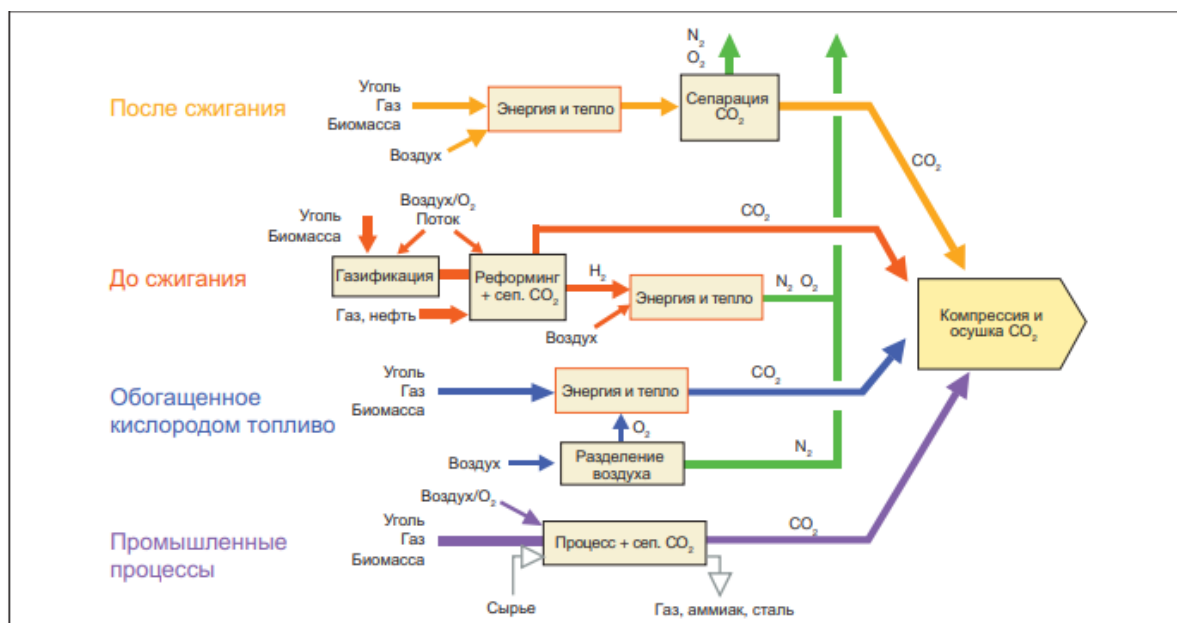 N₂
O₂
После сжигания
Уголь
Газ
Биомасса
Воздух
Энергия и тепло
Сепарация
CO₂
CO₂
До сжигания
Уголь
Биомасса
Воздух/O₂
Поток
Газификация
Газ, нефть
Реформинг
+ сеп. CO₂
CO₂
H₂
Воздух
Энергия и тепло
N₂ O₂
Компрессия и
осушка CO₂
Обогащенное
кислородом топливо
Уголь
Газ
Биомасса
Энергия и тепло
CO₂
O₂
Воздух
Разделение
воздуха
N₂
Промышленные
процессы
Воздух/O₂
Уголь
Газ
Биомасса
Процесс + сеп. CO₂
CO₂
Сырье
Газ, аммиак, сталь